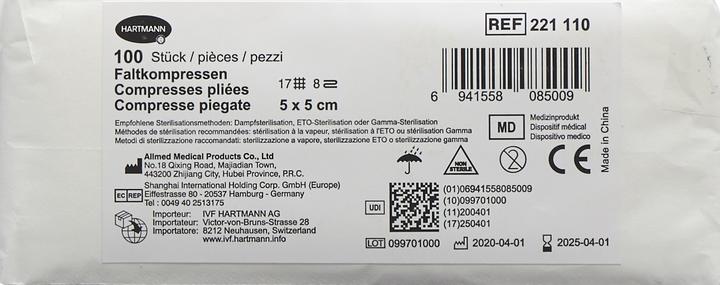 HARTMANN
REF 221 110
100 Stück / pièces / pezzi
Faltkompressen
Compresses pliées
Compresse piegate
17 8
5 x 5 cm
6 941558 085009
Empfohlene Sterilisationsmethoden: Dampfsterilisation, ETO-Sterilisation oder Gamma-Sterilisation
Méthodes de stérilisation recommandées: stérilisation à la vapeur, stérilisation à l'ETO ou stérilisation Gamma
Metodi di sterilizzazione raccomandati: sterilizzazione a vapore, sterilizzazione ETO o sterilizzazione gamma
MD
Medizinprodukt
Dispositif médical
Dispositivo medico
Made in China
Allmed Medical Products Co., Ltd
No.18 Qixing Road, Majiadian Town,
443200 Zhijiang City, Hubei Province, P.R.C.
NON
STERILE
2
CE
EC REP
Shanghai International Holding Corp. GmbH (Europe)
Eiffestrasse 80 - 20537 Hamburg - Germany
Tel : 0049 40 2513175
Importeur: IVF HARTMANN AG
Importateur: Victor-von-Bruns-Strasse 28
Importatore: 8212 Neuhausen, Switzerland
www.ivf.hartmann.info
UDI
(01)06941558085009
(10)099701000
(11)200401
(17)250401
LOT 099701000
2020-04-01
2025-04-01